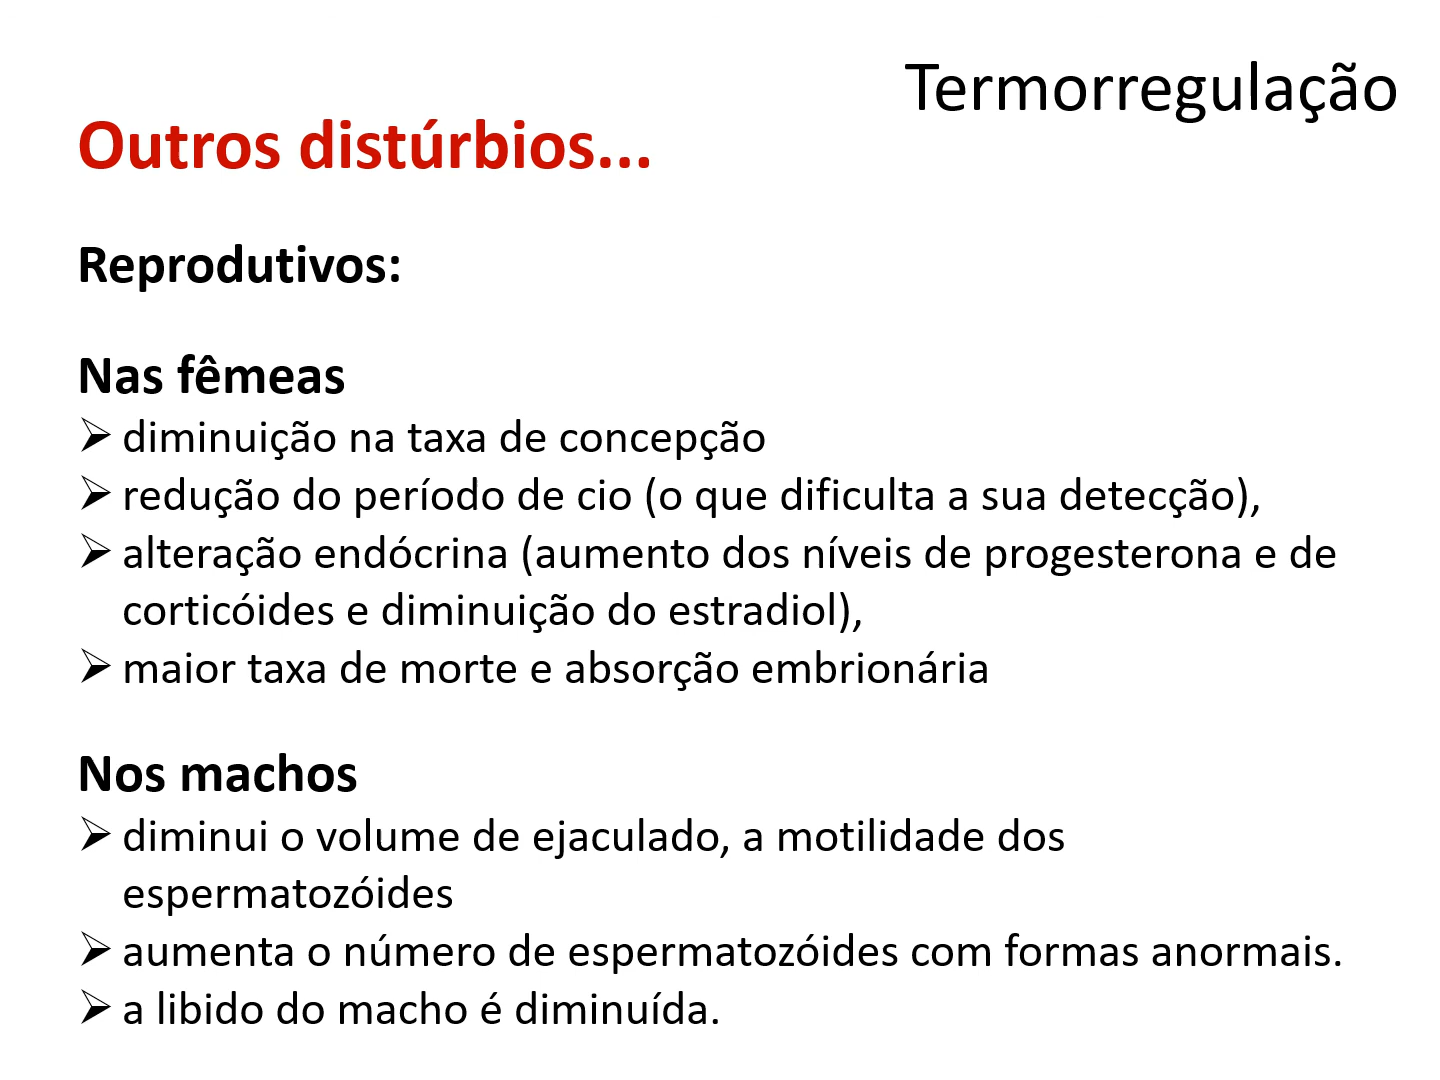 Termorregulação
Outros distúrbios...
Reprodutivos:
Nas fêmeas
➢ diminuição na taxa de concepção
➢ redução do período de cio (o que dificulta a sua detecção),
➢ alteração endócrina (aumento dos níveis de progesterona e de
corticóides e diminuição do estradiol),
➢ maior taxa de morte e absorção embrionária
Nos machos
➢ diminui o volume de ejaculado, a motilidade dos
espermatozóides
➢ aumenta o número de espermatozóides com formas anormais.
➢ a libido do macho é diminuída.